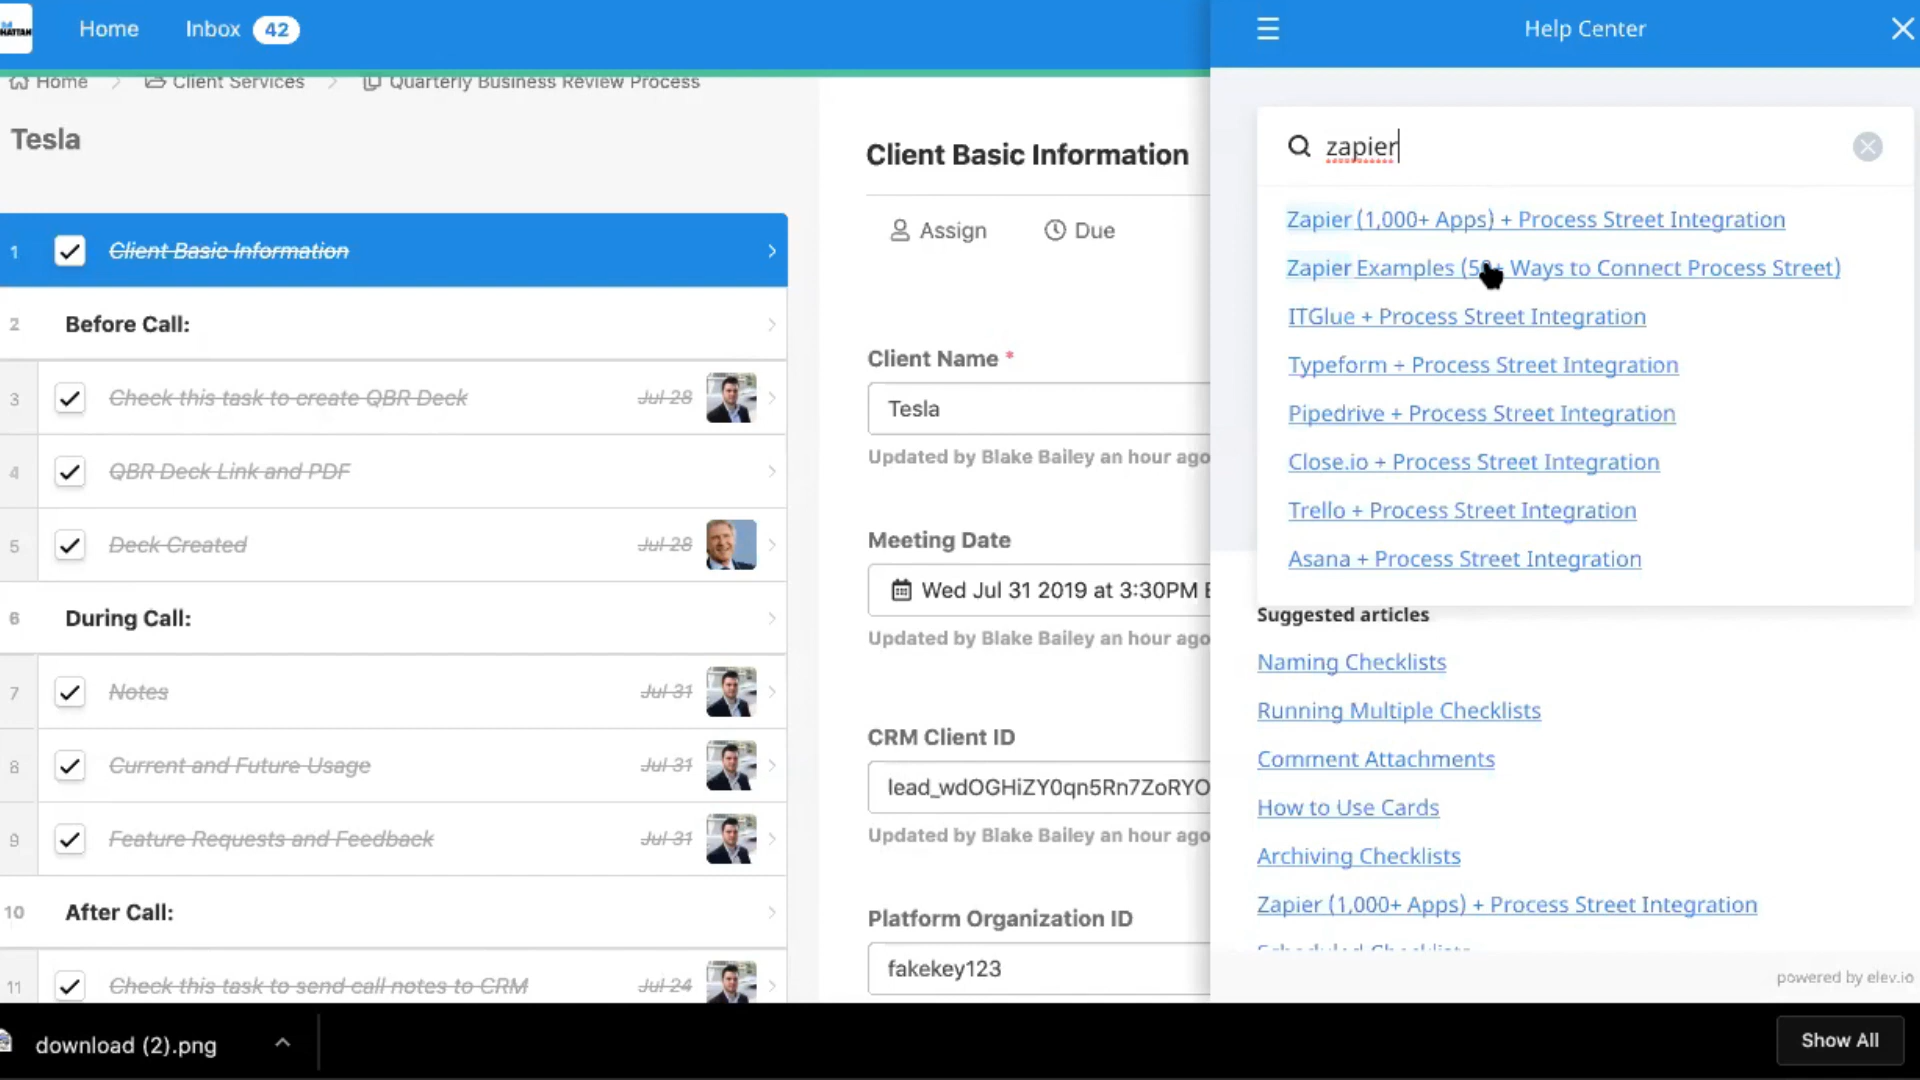 Home
Inbox 42
Help Center
Home > Client Services > Quarterly Business Review Process
Tesla
1 Client Basic Information
2 Before Call:
3 Check this task to create QBR Deck Jul 28
4 QBR Deck Link and PDF
5 Deck Created Jul 28
6 During Call:
7 Notes Jul 31
8 Current and Future Usage Jul 31
9 Feature Requests and Feedback Jul 31
10 After Call:
11 Check this task to send call notes to CRM Jul 24
Client Basic Information
Assign Due
Client Name *
Tesla
Updated by Blake Bailey an hour ago
Meeting Date
Wed Jul 31 2019 at 3:30PM
Updated by Blake Bailey an hour ago
CRM Client ID
lead_wdOGHiZY0qn5Rn7ZoRYO
Updated by Blake Bailey an hour ago
Platform Organization ID
fakekey123
zapier
Zapier (1,000+ Apps) + Process Street Integration
Zapier Examples (50+ Ways to Connect Process Street)
ITGlue + Process Street Integration
Typeform + Process Street Integration
Pipedrive + Process Street Integration
Close.io + Process Street Integration
Trello + Process Street Integration
Asana + Process Street Integration
Suggested articles
Naming Checklists
Running Multiple Checklists
Comment Attachments
How to Use Cards
Archiving Checklists
Zapier (1,000+ Apps) + Process Street Integration
Scheduled Checklists
powered by elev.io
download (2).png
Show All